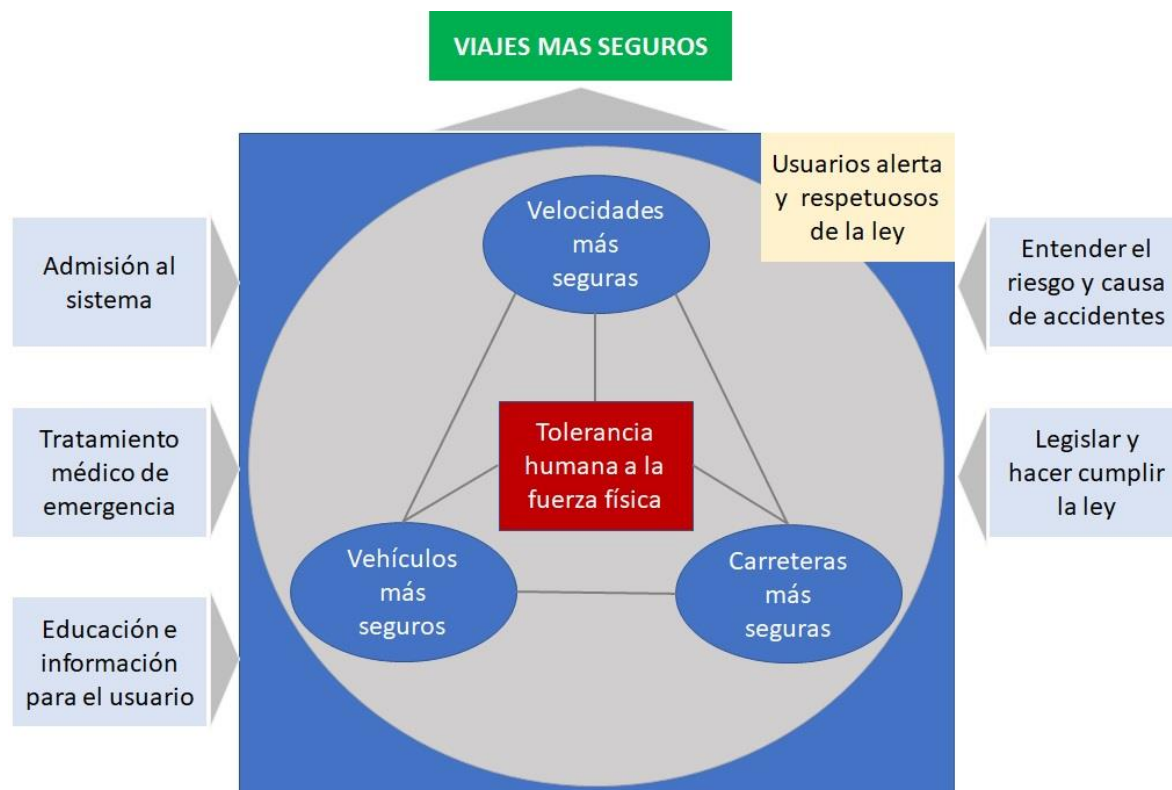 VIAJES MAS SEGUROS
Usuarios alerta
y respetuosos
de la ley
Velocidades
más
seguras
Admisión al
sistema
Entender el
riesgo y causa
de accidentes
Tolerancia
humana a la
fuerza física
Tratamiento
médico de
emergencia
Legislar y
hacer cumplir
la ley
Vehículos
más
seguros
Carreteras
más
seguras
Educación e
información
para el usuario